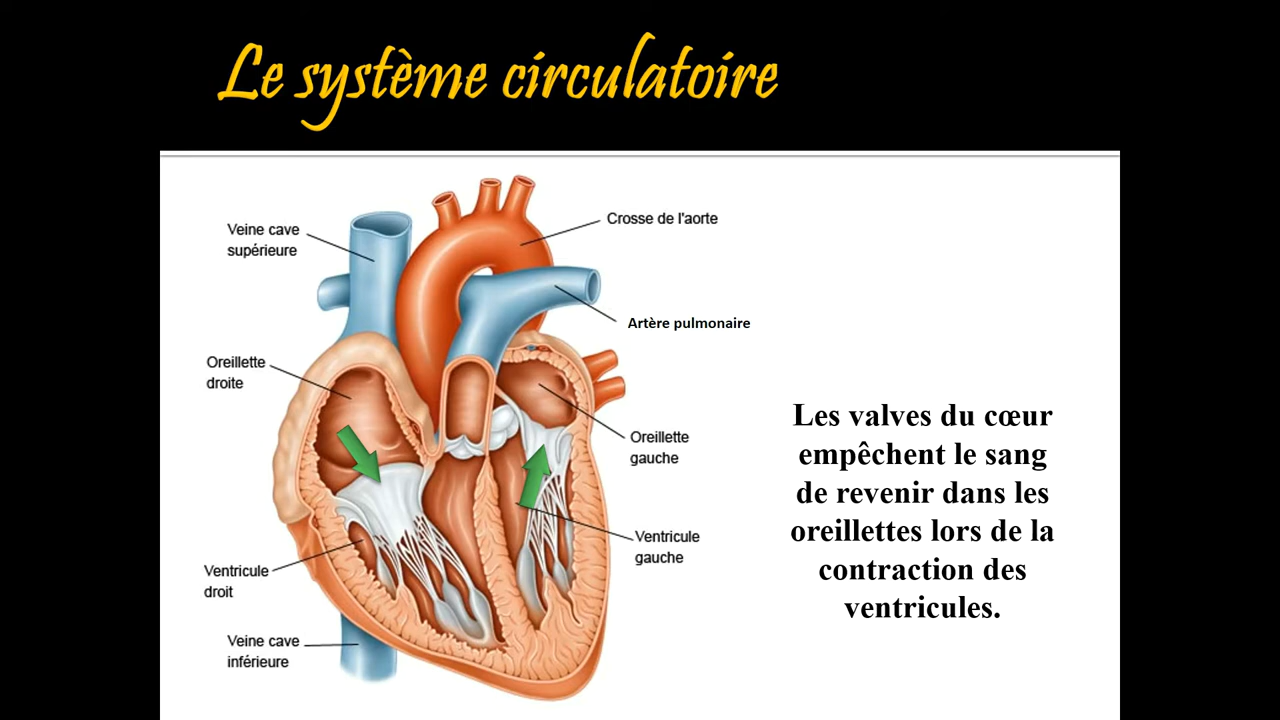 Le système circulatoire
Veine cave
supérieure
Crosse de l'aorte
Artère pulmonaire
Oreillette
droite
Oreillette
gauche
Ventricule
gauche
Ventricule
droit
Veine cave
inférieure
Les valves du cœur
empêchent le sang
de revenir dans les
oreillettes lors de la
contraction des
ventricules.